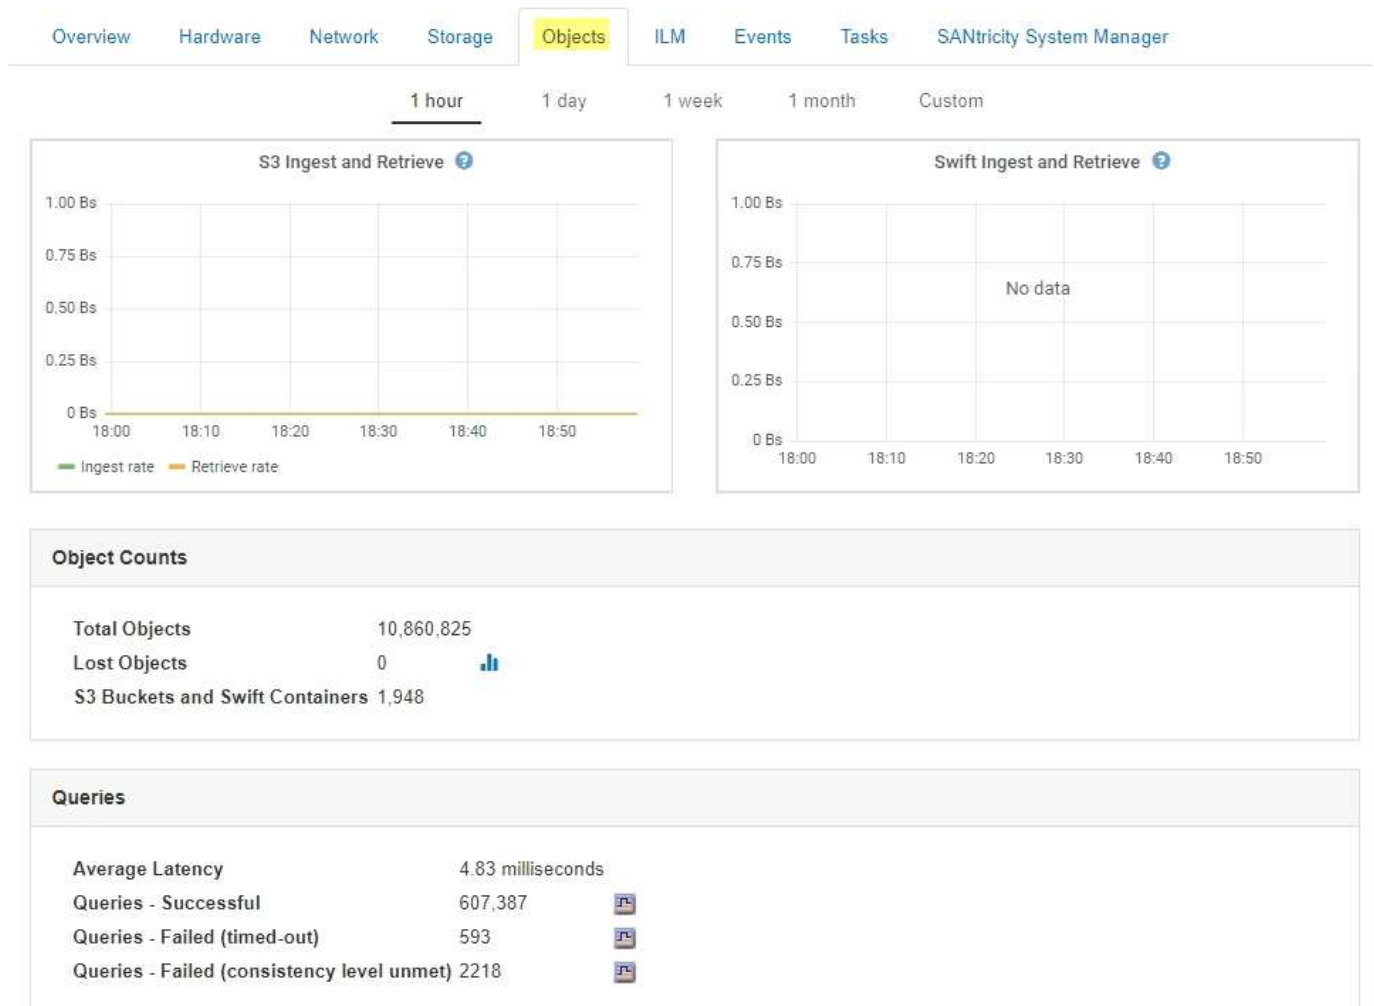 Overview Hardware Network Storage Objects ILM Events Tasks SANtricity System Manager
1 hour 1 day 1 week 1 month Custom
S3 Ingest and Retrieve ?
1.00 Bs
0.75 Bs
0.50 Bs
0.25 Bs
0 Bs
18:00 18:10 18:20 18:30 18:40 18:50
Ingest rate Retrieve rate
Swift Ingest and Retrieve ?
1.00 Bs
0.75 Bs
No data
0.50 Bs
0.25 Bs
0 Bs
18:00 18:10 18:20 18:30 18:40 18:50
Object Counts
Total Objects 10,860,825
Lost Objects 0
S3 Buckets and Swift Containers 1,948
Queries
Average Latency 4.83 milliseconds
Queries - Successful 607,387
Queries - Failed (timed-out) 593
Queries - Failed (consistency level unmet) 2218